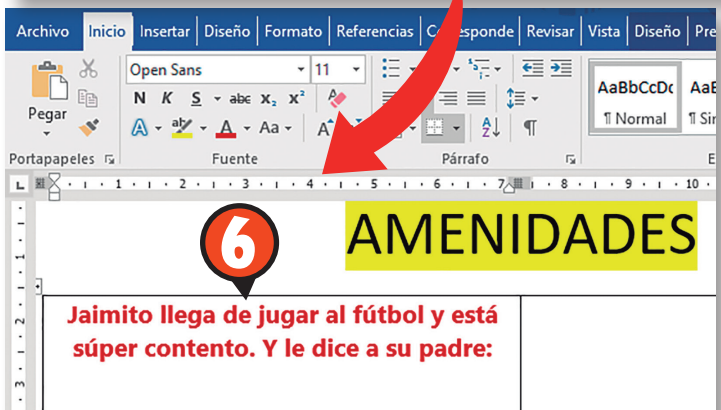 Archivo Inicio Insertar Diseño Formato Referencias Vista Diseño
Revisar
Open Sans 11
AaBbCcDc
N K S abc x₂ x²
Pegar
¶ Normal
A aby A Aa A
Portapapeles Fuente Párrafo
1 2 3 4 5 6 7 8 9 10
AMENIDADES
6
Jaimito llega de jugar al fútbol y está
súper contento. Y le dice a su padre: